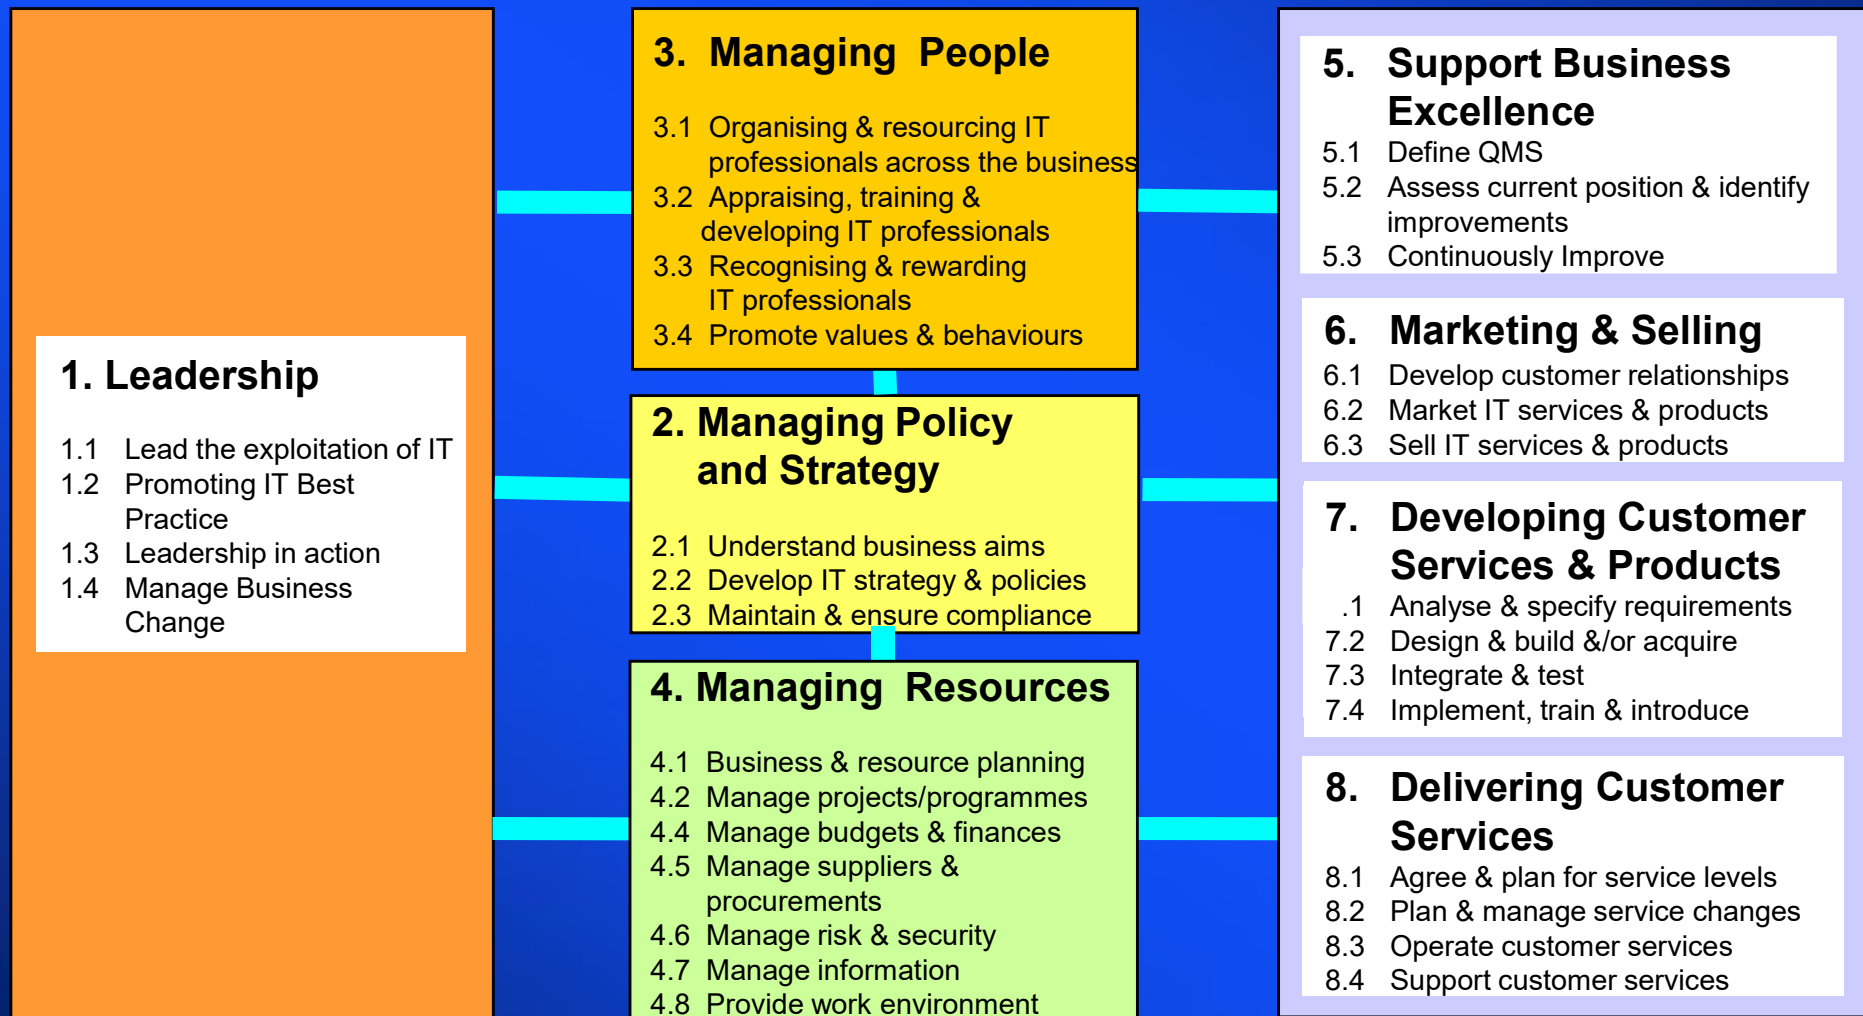 1. Leadership
1.1 Lead the exploitation of IT
1.2 Promoting IT Best
Practice
1.3 Leadership in action
1.4 Manage Business
Change
3. Managing People
3.1 Organising & resourcing IT
professionals across the business
3.2 Appraising, training &
developing IT professionals
3.3 Recognising & rewarding
IT professionals
3.4 Promote values & behaviours
2. Managing Policy
and Strategy
2.1 Understand business aims
2.2 Develop IT strategy & policies
2.3 Maintain & ensure compliance
4. Managing Resources
4.1 Business & resource planning
4.2 Manage projects/programmes
4.4 Manage budgets & finances
4.5 Manage suppliers &
procurements
4.6 Manage risk & security
4.7 Manage information
4.8 Provide work environment
5. Support Business
Excellence
5.1 Define QMS
5.2 Assess current position & identify
improvements
5.3 Continuously Improve
6. Marketing & Selling
6.1 Develop customer relationships
6.2 Market IT services & products
6.3 Sell IT services & products
7. Developing Customer
Services & Products
.1 Analyse & specify requirements
7.2 Design & build &/or acquire
7.3 Integrate & test
7.4 Implement, train & introduce
8. Delivering Customer
Services
8.1 Agree & plan for service levels
8.2 Plan & manage service changes
8.3 Operate customer services
8.4 Support customer services